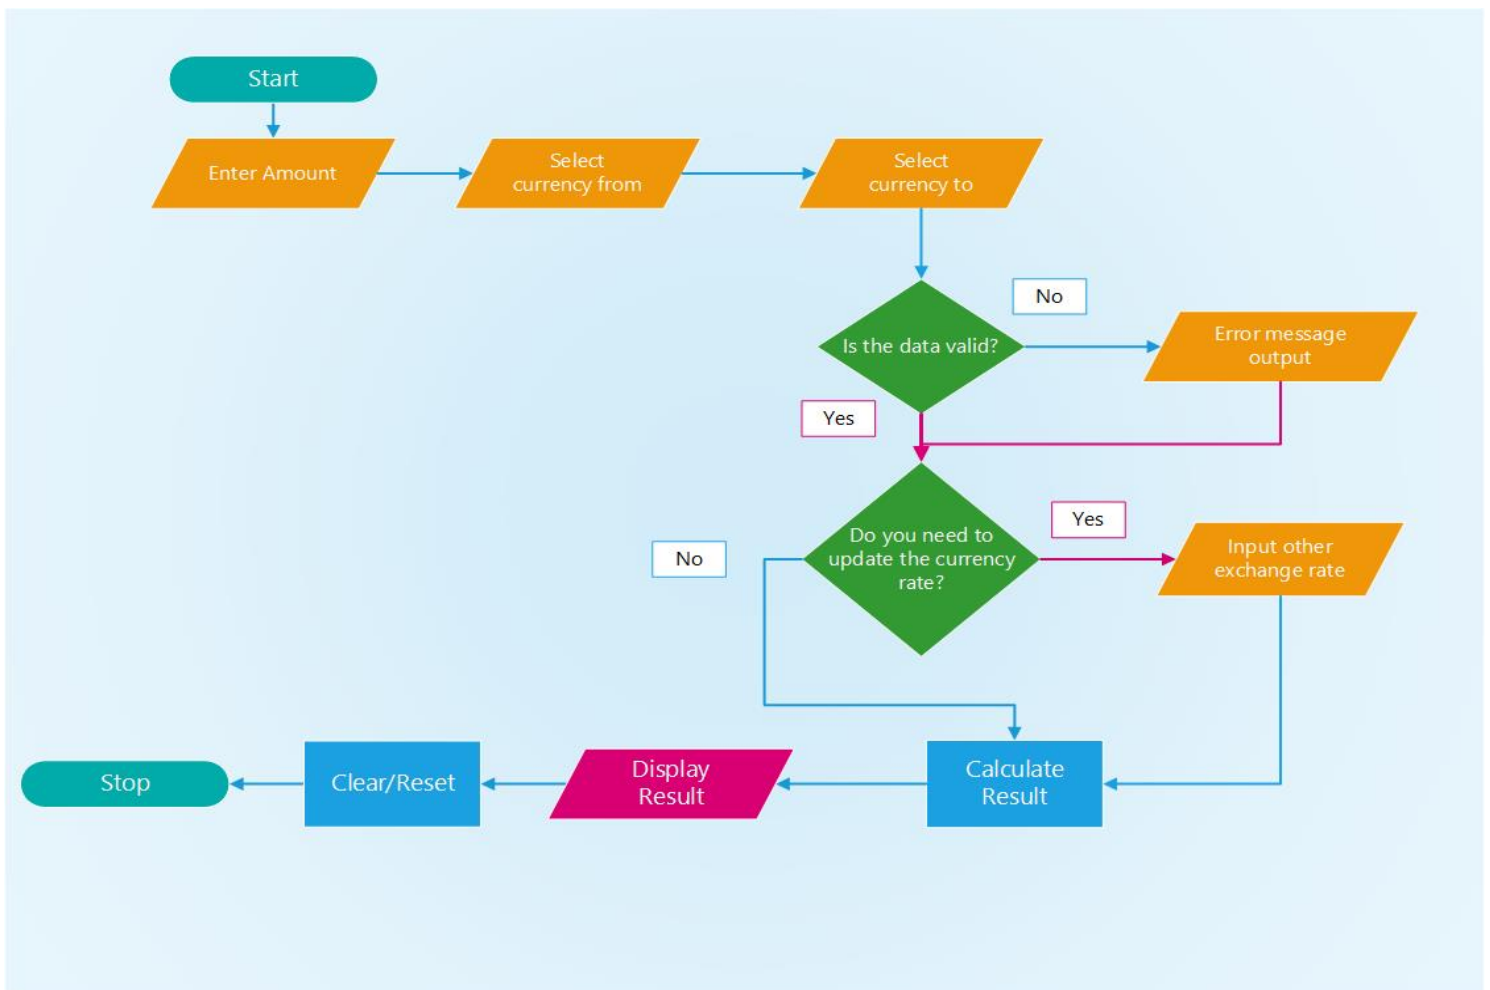 Start
Enter Amount
Select
currency from
Select
currency to
No
Is the data valid?
Error message
output
Yes
Yes
Do you need to
update the currency
rate?
No
Input other
exchange rate
Stop
Clear/Reset
Display
Result
Calculate
Result